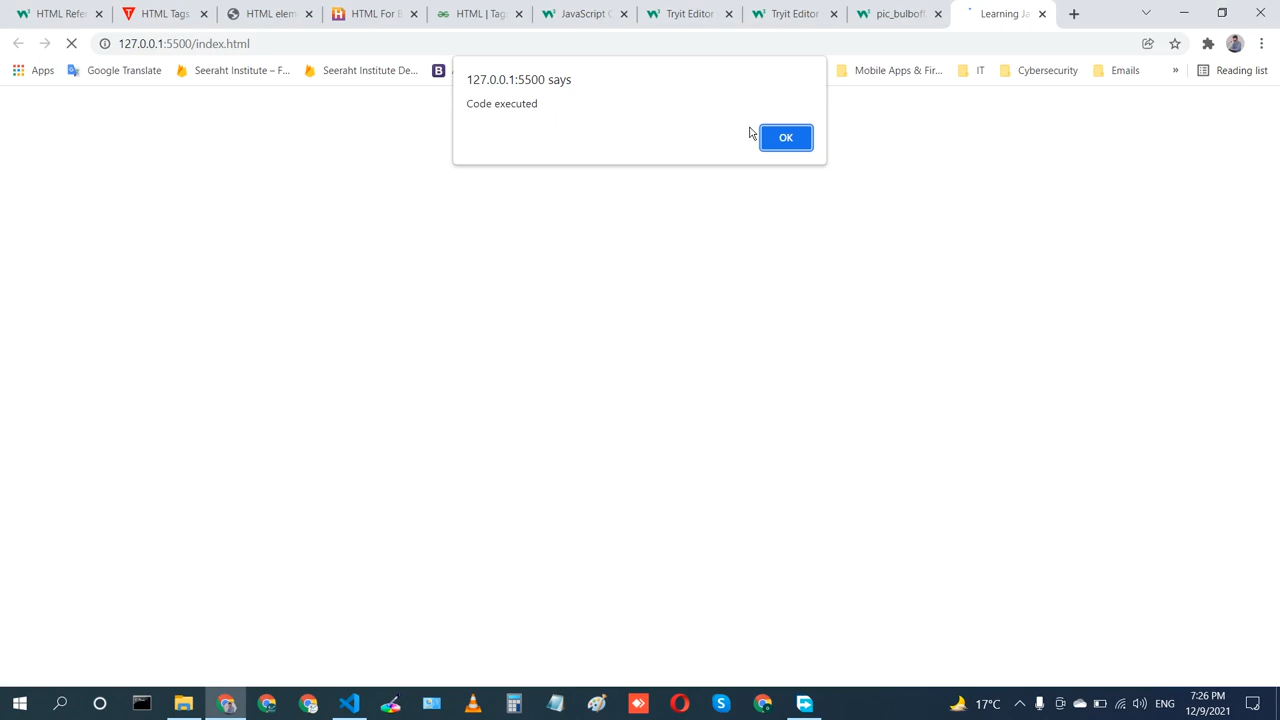 HTML Refere
HTML Tags
HTML elem
HTML For B
HTML | Tag
JavaScript C
Tryit Editor
Tryit Editor
pic_bulboff
Learning Ja
127.0.0.1:5500/index.html
Apps
Google Translate
Seeraht Institute – F...
Seeraht Institute De...
B
Mobile Apps & Fir...
IT
Cybersecurity
Emails
»
Reading list
127.0.0.1:5500 says
Code executed
OK
17°C
ENG
7:26 PM
12/9/2021